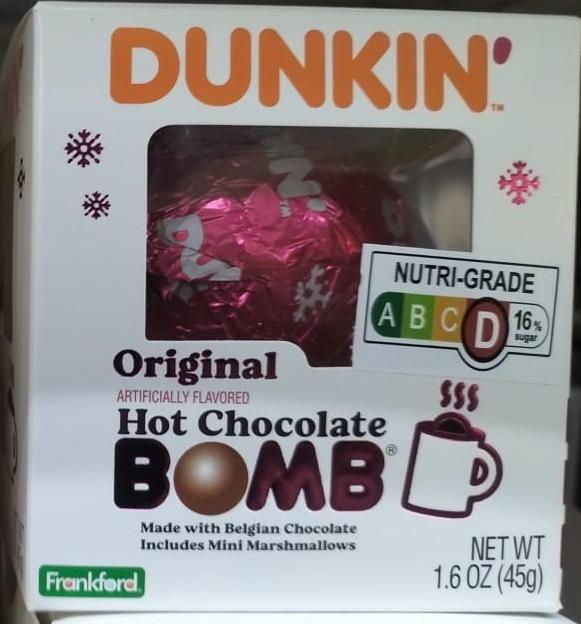 DUNKIN'™
NUTRI-GRADE
A B C D 16% sugar
Original
ARTIFICIALLY FLAVORED
Hot Chocolate
BOMB®
Made with Belgian Chocolate
Includes Mini Marshmallows
NET WT
1.6 OZ (45g)
Frankford